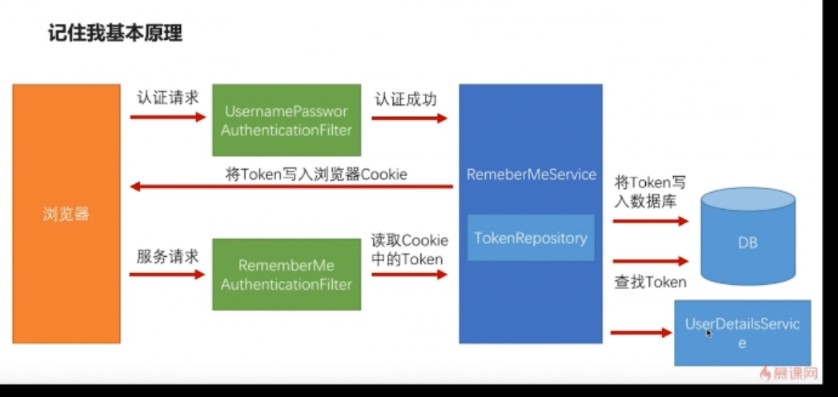 记住我基本原理
认证请求
UsernamePasswor
AuthenticationFilter
认证成功
将Token写入浏览器Cookie
浏览器
RemeberMeService
TokenRepository
将Token写
入数据库
DB
查找Token
服务请求
RememberMe
AuthenticationFilter
读取Cookie
中的Token
UserDetailsServic
e
慕课网